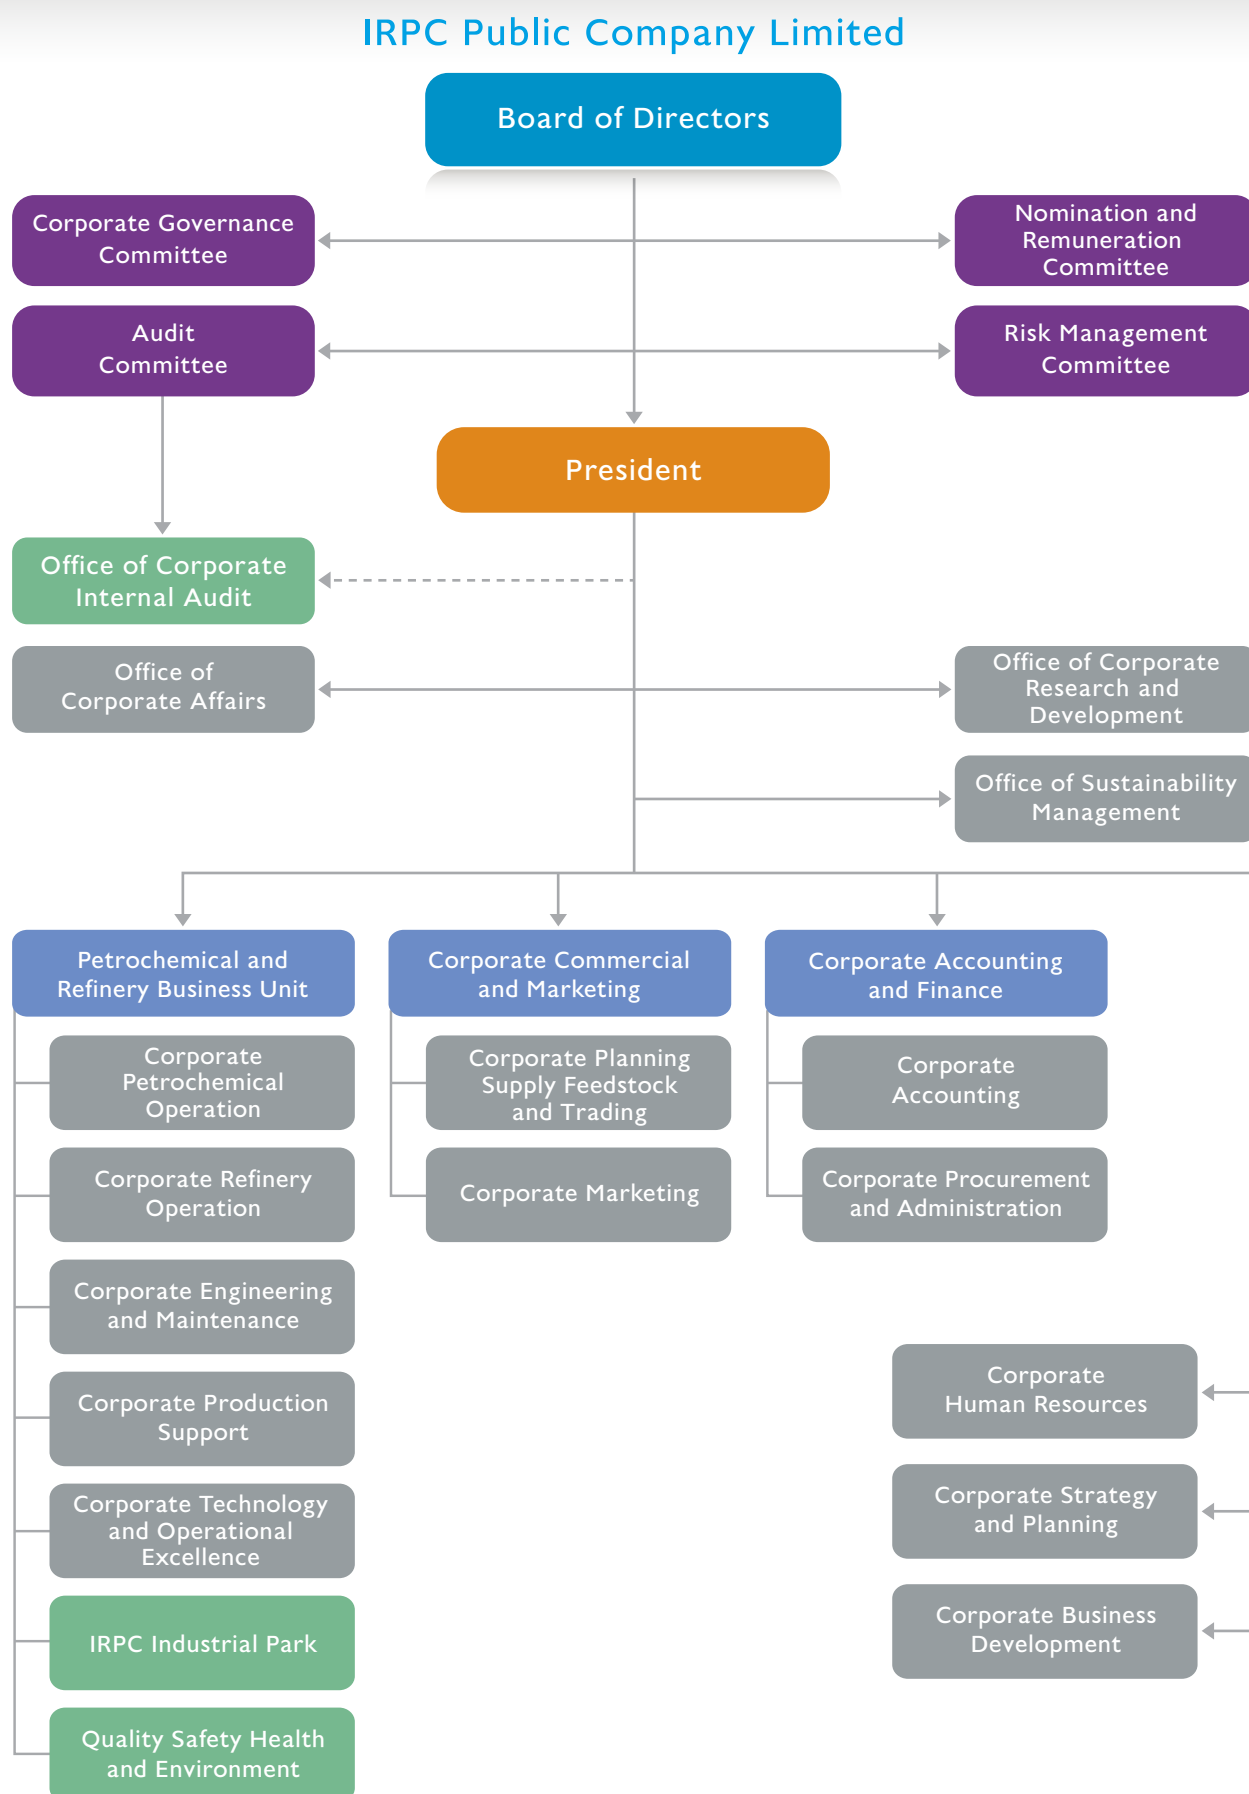 IRPC Public Company Limited
Board of Directors
Corporate Governance
Committee
Nomination and
Remuneration
Committee
Audit
Committee
Risk Management
Committee
President
Office of Corporate
Internal Audit
Office of
Corporate Affairs
Office of Corporate
Research and
Development
Office of Sustainability
Management
Petrochemical and
Refinery Business Unit
Corporate Petrochemical
Operation
Corporate Refinery
Operation
Corporate Engineering
and Maintenance
Corporate Production
Support
Corporate Technology
and Operational
Excellence
IRPC Industrial Park
Quality Safety Health
and Environment
Corporate Commercial
and Marketing
Corporate Planning
Supply Feedstock
and Trading
Corporate Marketing
Corporate Accounting
and Finance
Corporate
Accounting
Corporate Procurement
and Administration
Corporate
Human Resources
Corporate Strategy
and Planning
Corporate Business
Development